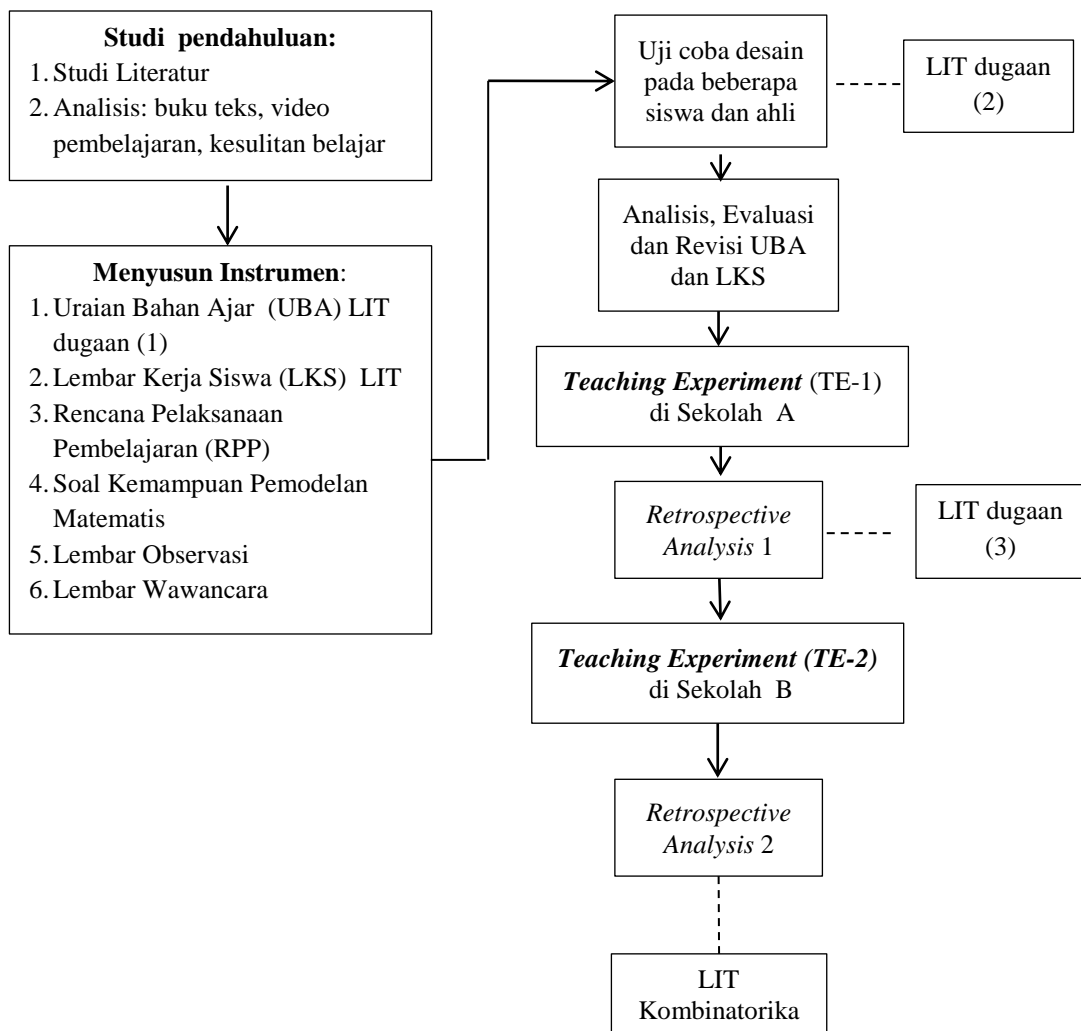 Studi pendahuluan:
1. Studi Literatur
2. Analisis: buku teks, video
pembelajaran, kesulitan belajar
Menyusun Instrumen:
1. Uraian Bahan Ajar (UBA) LIT
dugaan (1)
2. Lembar Kerja Siswa (LKS) LIT
3. Rencana Pelaksanaan
Pembelajaran (RPP)
4. Soal Kemampuan Pemodelan
Matematis
5. Lembar Observasi
6. Lembar Wawancara
Uji coba desain
pada beberapa
siswa dan ahli
LIT dugaan
(2)
Analisis, Evaluasi
dan Revisi UBA
dan LKS
Teaching Experiment (TE-1)
di Sekolah A
Retrospective
Analysis 1
LIT dugaan
(3)
Teaching Experiment (TE-2)
di Sekolah B
Retrospective
Analysis 2
LIT
Kombinatorika